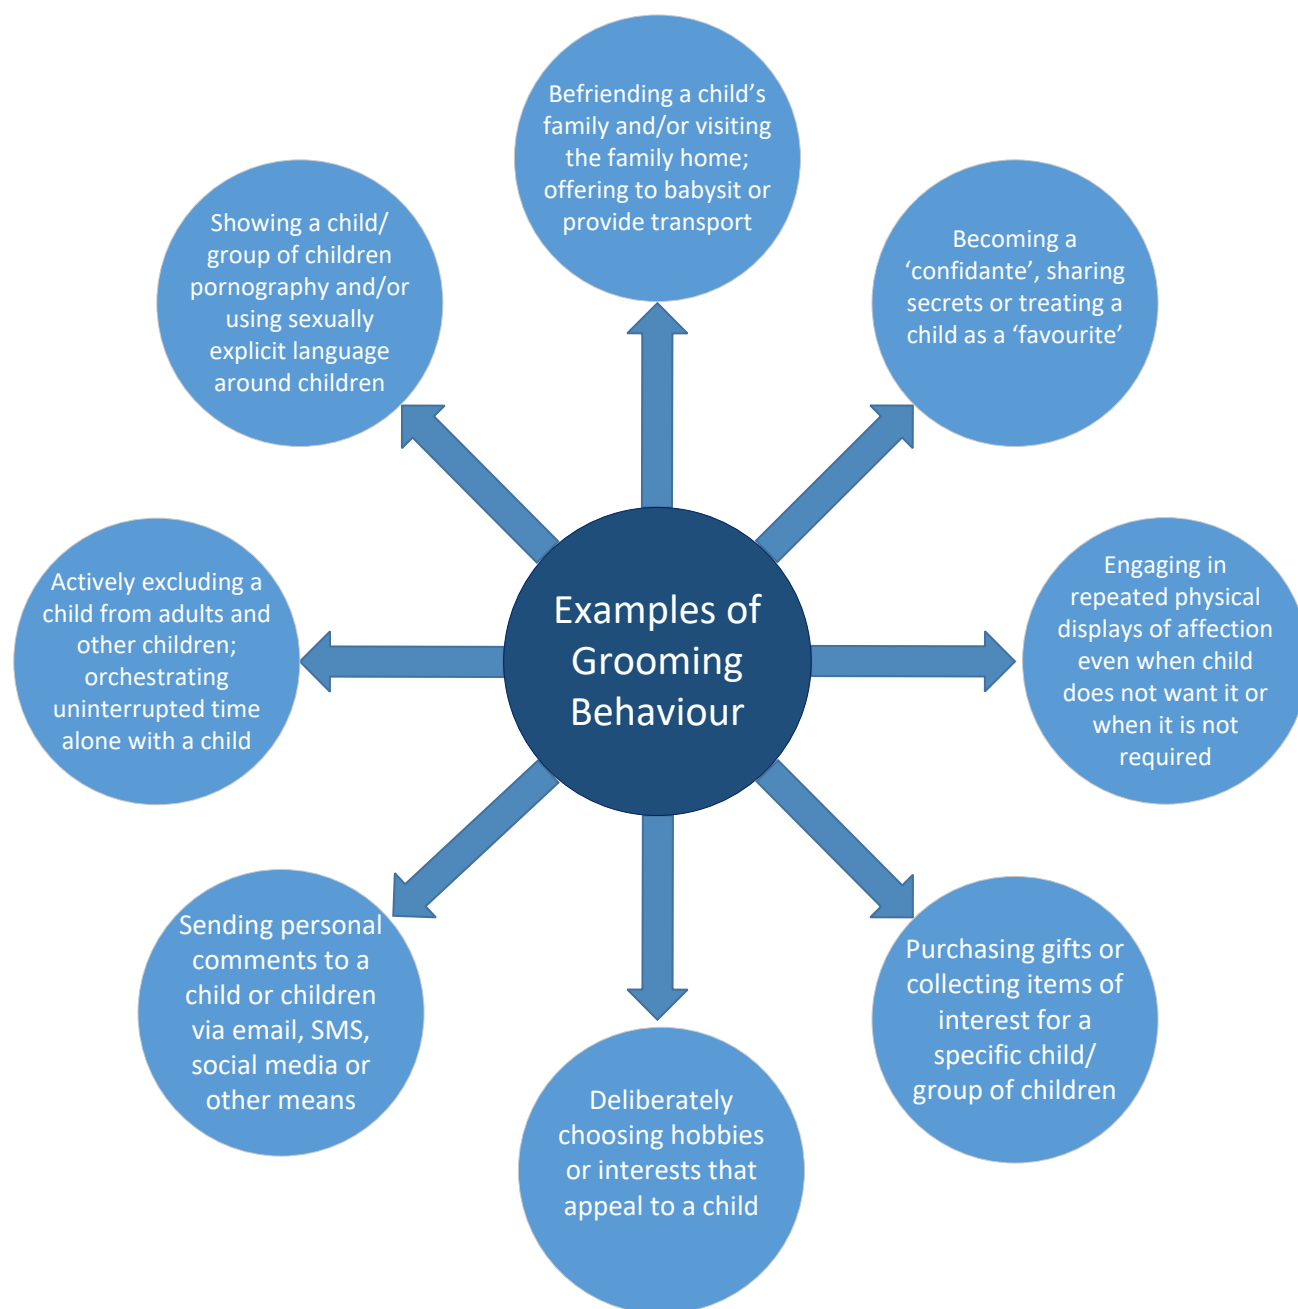 Befriending a child’s
family and/or visiting
the family home;
offering to babysit or
provide transport
Becoming a
‘confidante’, sharing
secrets or treating a
child as a ‘favourite’
Engaging in
repeated physical
displays of affection
even when child
does not want it or
when it is not
required
Purchasing gifts or
collecting items of
interest for a
specific child/
group of children
Deliberately
choosing hobbies
or interests that
appeal to a child
Sending personal
comments to a
child or children
via email, SMS,
social media or
other means
Actively excluding a
child from adults and
other children;
orchestrating
uninterrupted time
alone with a child
Showing a child/
group of children
pornography and/or
using sexually
explicit language
around children
Examples of
Grooming
Behaviour